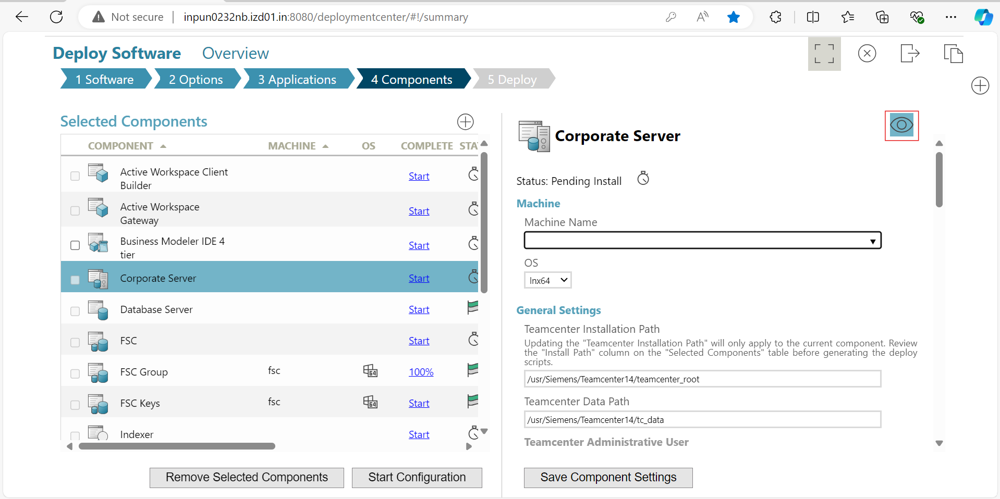 Not secure
inpun0232nb.izd01.in:8080/deploymentcenter/#!/summary
Deploy Software
Overview
1 Software
2 Options
3 Applications
4 Components
5 Deploy
Selected Components
COMPONENT MACHINE OS COMPLETE STAT
Active Workspace Client
Builder
Start
Active Workspace
Gateway
Start
Business Modeler IDE 4
tier
Start
Corporate Server Start
Database Server Start
FSC Start
FSC Group fsc 64 100%
FSC Keys fsc 64 Start
Indexer Start
Remove Selected Components
Start Configuration
Corporate Server
Status: Pending Install
Machine
Machine Name
OS
lnx64
General Settings
Teamcenter Installation Path
Updating the "Teamcenter Installation Path" will only apply to the current component. Review
the "Install Path" column on the "Selected Components" table before generating the deploy
scripts.
/usr/Siemens/Teamcenter14/teamcenter_root
Teamcenter Data Path
/usr/Siemens/Teamcenter14/tc_data
Teamcenter Administrative User
Save Component Settings